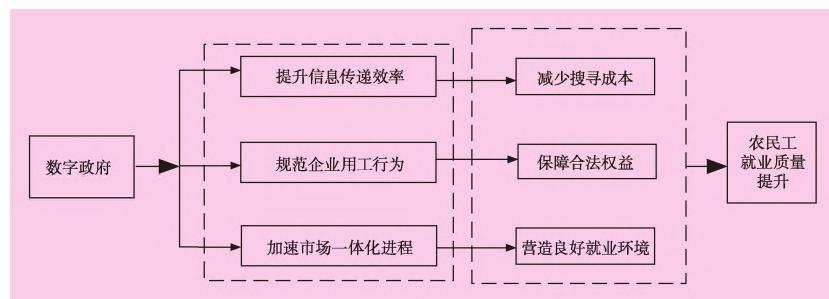 数字政府
提升信息传递效率
规范企业用工行为
加速市场一体化进程
减少搜寻成本
保障合法权益
营造良好就业环境
农民工
就业质量
提升